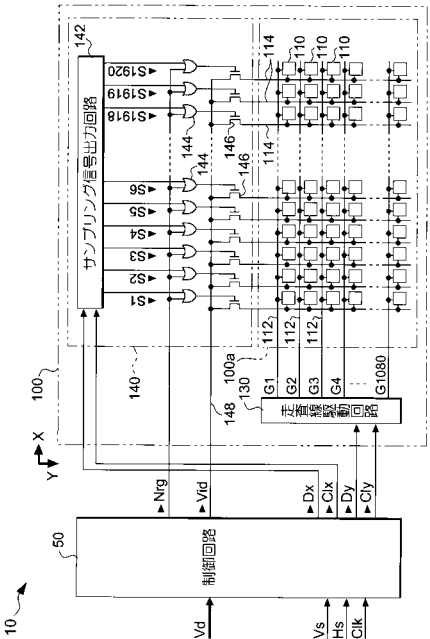 10
50
制御回路
Vd
Vs
Hs
Clk
Nrg
Vid
Dx
Clx
Dy
Cly
Y
X
100
140
148
142
サンプリング信号出力回路
S1
S2
S3
S4
S5
S6
S1918
S1919
S1920
144
144
146
146
114
114
110
110
110
112
112
112
100a
130
走査線駆動回路
G1
G2
G3
G4
G1080